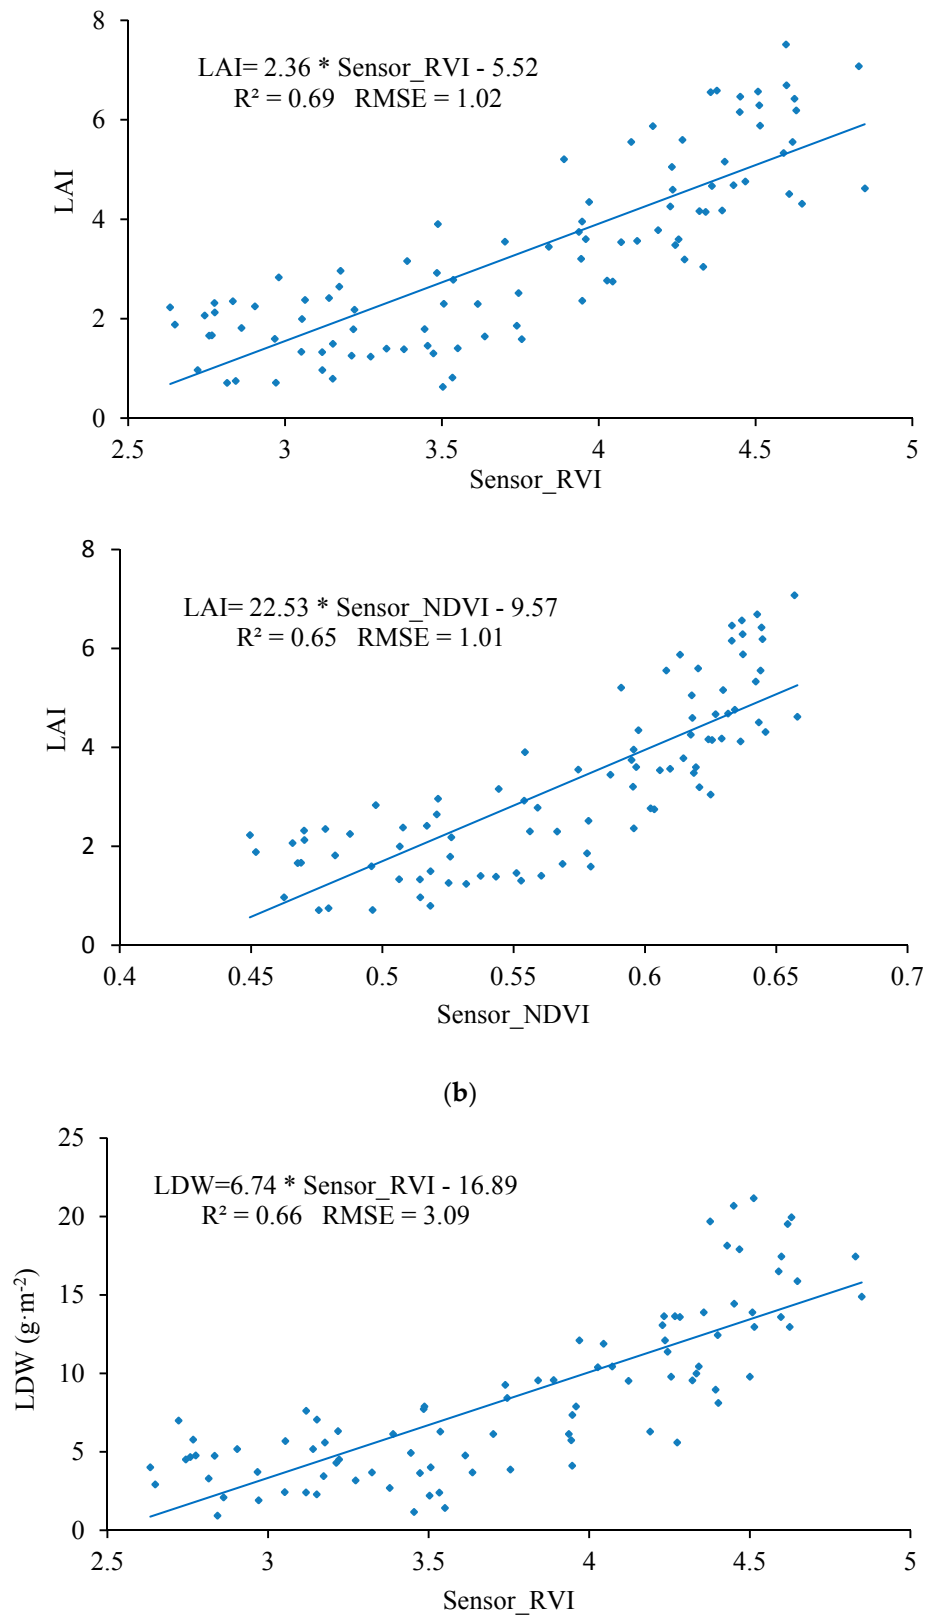 8
6
4
2
0
LAI
LAI= 2.36 * Sensor_RVI - 5.52
R² = 0.69 RMSE = 1.02
2.5 3 3.5 4 4.5 5
Sensor_RVI
8
6
4
2
0
LAI
LAI= 22.53 * Sensor_NDVI - 9.57
R² = 0.65 RMSE = 1.01
0.4 0.45 0.5 0.55 0.6 0.65 0.7
Sensor_NDVI
(b)
25
20
15
10
5
0
LDW (g·m⁻²)
LDW=6.74 * Sensor_RVI - 16.89
R² = 0.66 RMSE = 3.09
2.5 3 3.5 4 4.5 5
Sensor_RVI